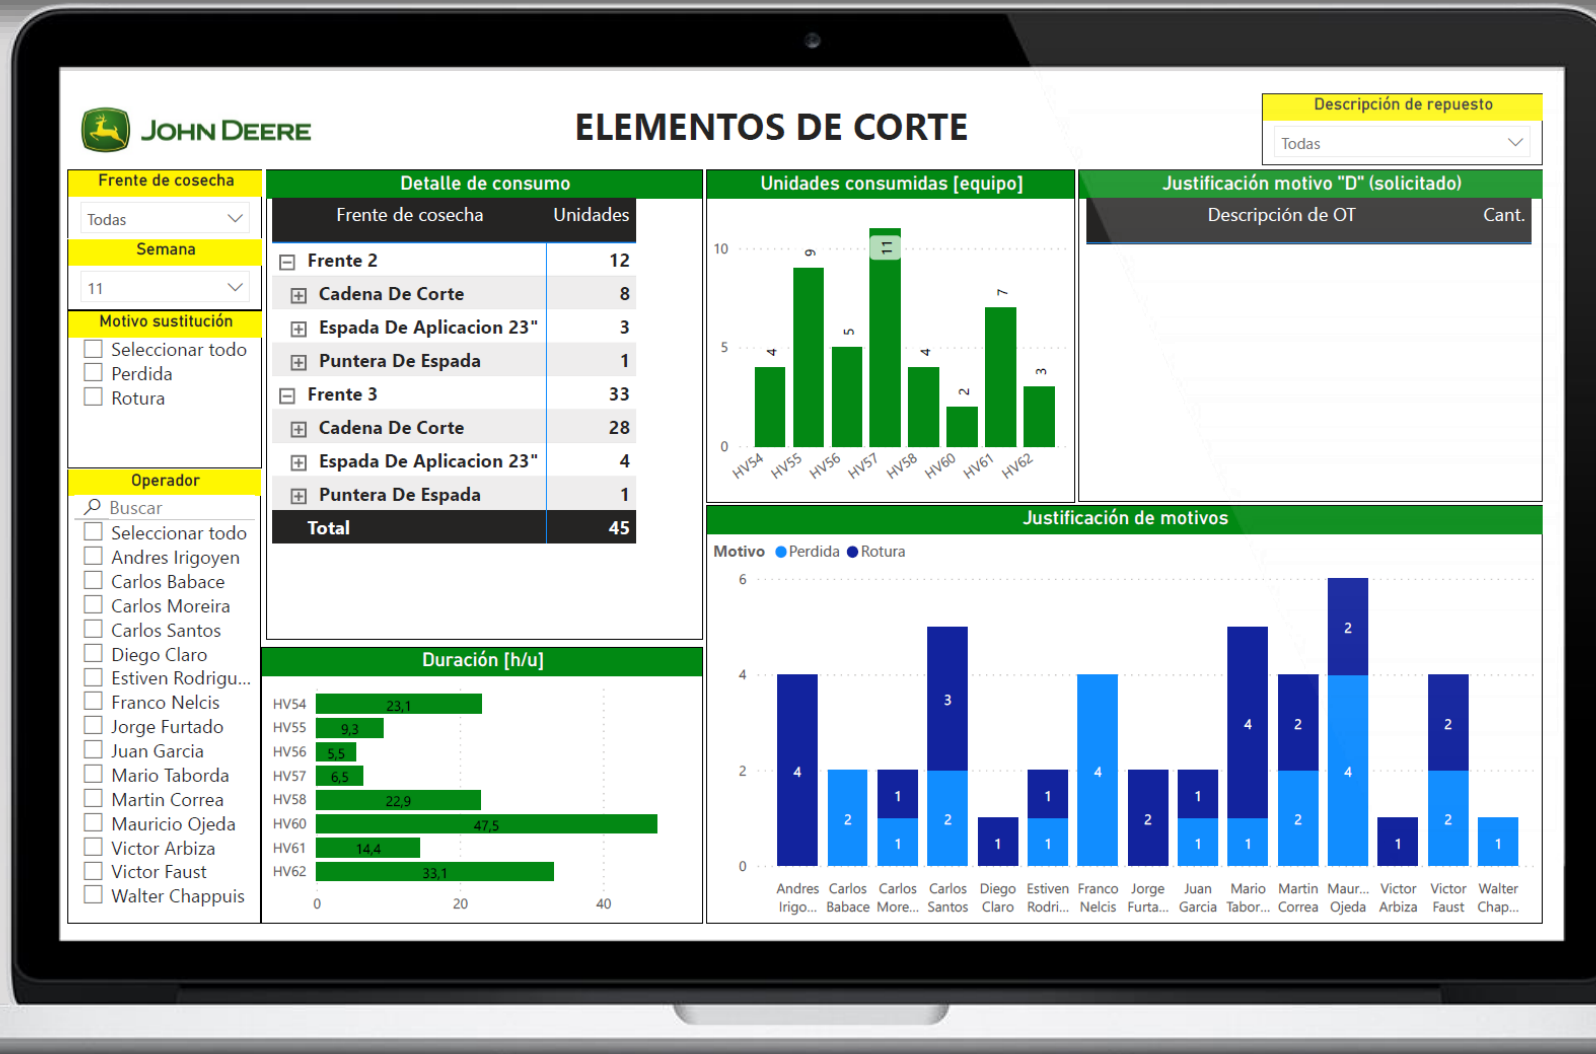 JOHN DEERE
ELEMENTOS DE CORTE
Descripción de repuesto
Todas
Frente de cosecha
Todas
Semana
11
Motivo sustitución
Seleccionar todo
Perdida
Rotura
Operador
Buscar
Seleccionar todo
Andres Irigoyen
Carlos Babace
Carlos Moreira
Carlos Santos
Diego Claro
Estiven Rodrigu...
Franco Nelcis
Jorge Furtado
Juan Garcia
Mario Taborda
Martin Correa
Mauricio Ojeda
Victor Arbiza
Victor Faust
Walter Chappuis
Detalle de consumo
Frente de cosecha Unidades
Frente 2 12
Cadena De Corte 8
Espada De Aplicacion 23" 3
Puntera De Espada 1
Frente 3 33
Cadena De Corte 28
Espada De Aplicacion 23" 4
Puntera De Espada 1
Total 45
Duración [h/u]
HV54 23,1
HV55 9,3
HV56 5,5
HV57 6,5
HV58 22,9
HV60 47,5
HV61 14,4
HV62 33,1
0 20 40
Unidades consumidas [equipo]
10
5
0
4 9 5 11 4 2 7 3
HV54 HV55 HV56 HV57 HV58 HV60 HV61 HV62
Justificación motivo "D" (solicitado)
Descripción de OT Cant.
Justificación de motivos
Motivo Perdida Rotura
6
4
2
0
4
2
1
1
3
2
1
1
1
4
2
1
1
4
1
2
2
2
4
1
2
2
1
Andres Carlos Carlos Carlos Diego Estiven Franco Jorge Juan Mario Martin Maur... Victor Victor Walter
Irigo... Babace More... Santos Claro Rodri... Nelcis Furta... Garcia Tabor... Correa Ojeda Arbiza Faust Chap...